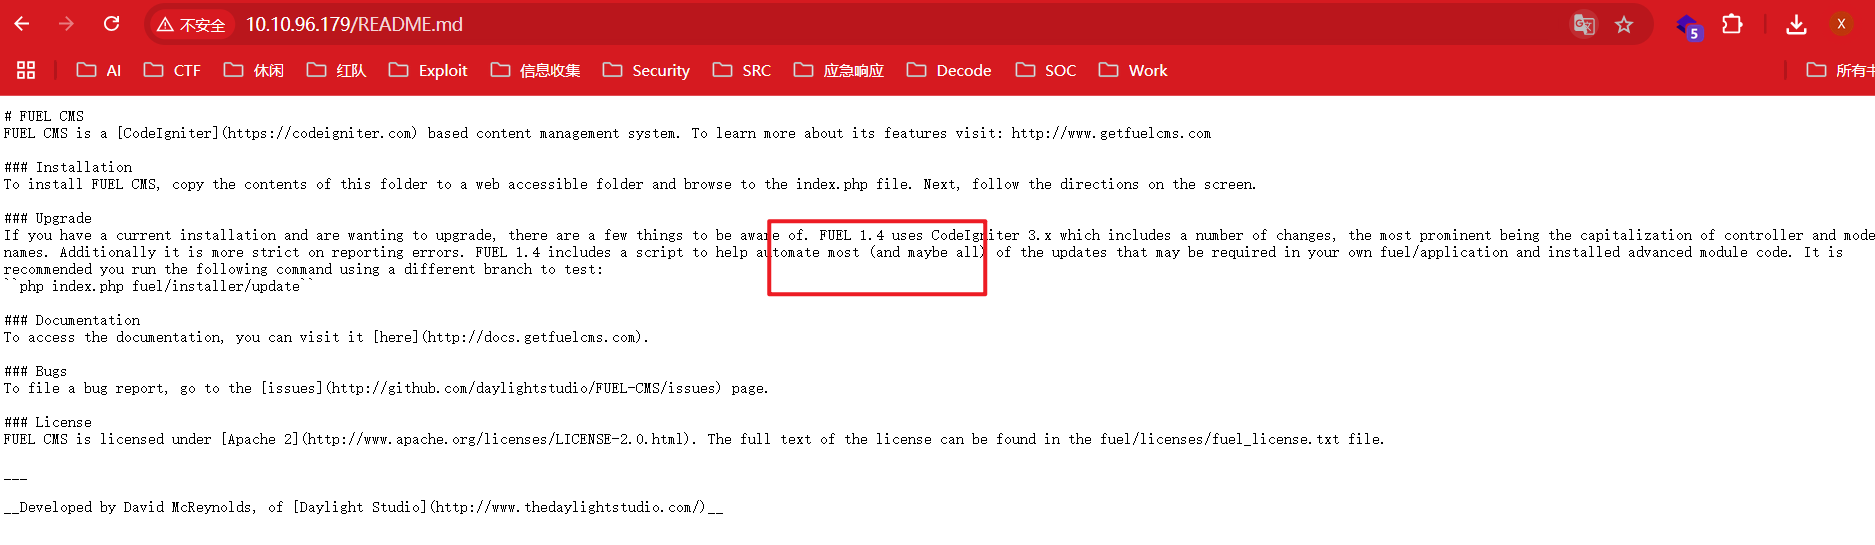 不安全 10.10.96.179/README.md 5 X
AI CTF 休闲 红队 Exploit 信息收集 Security SRC 应急响应 Decode SOC Work 所有书
# FUEL CMS
FUEL CMS is a [CodeIgniter](https://codeigniter.com) based content management system. To learn more about its features visit: http://www.getfuelcms.com
### Installation
To install FUEL CMS, copy the contents of this folder to a web accessible folder and browse to the index.php file. Next, follow the directions on the screen.
### Upgrade
If you have a current installation and are wanting to upgrade, there are a few things to be aware of. FUEL 1.4 uses CodeIgniter 3.x which includes a number of changes, the most prominent being the capitalization of controller and mode
names. Additionally it is more strict on reporting errors. FUEL 1.4 includes a script to help automate most (and maybe all) of the updates that may be required in your own fuel/application and installed advanced module code. It is
recommended you run the following command using a different branch to test:
``php index.php fuel/installer/update``
### Documentation
To access the documentation, you can visit it [here](http://docs.getfuelcms.com).
### Bugs
To file a bug report, go to the [issues](http://github.com/daylightstudio/FUEL-CMS/issues) page.
### License
FUEL CMS is licensed under [Apache 2](http://www.apache.org/licenses/LICENSE-2.0.html). The full text of the license can be found in the fuel/licenses/fuel_license.txt file.
___
__Developed by David McReynolds, of [Daylight Studio](http://www.thedaylightstudio.com/)__